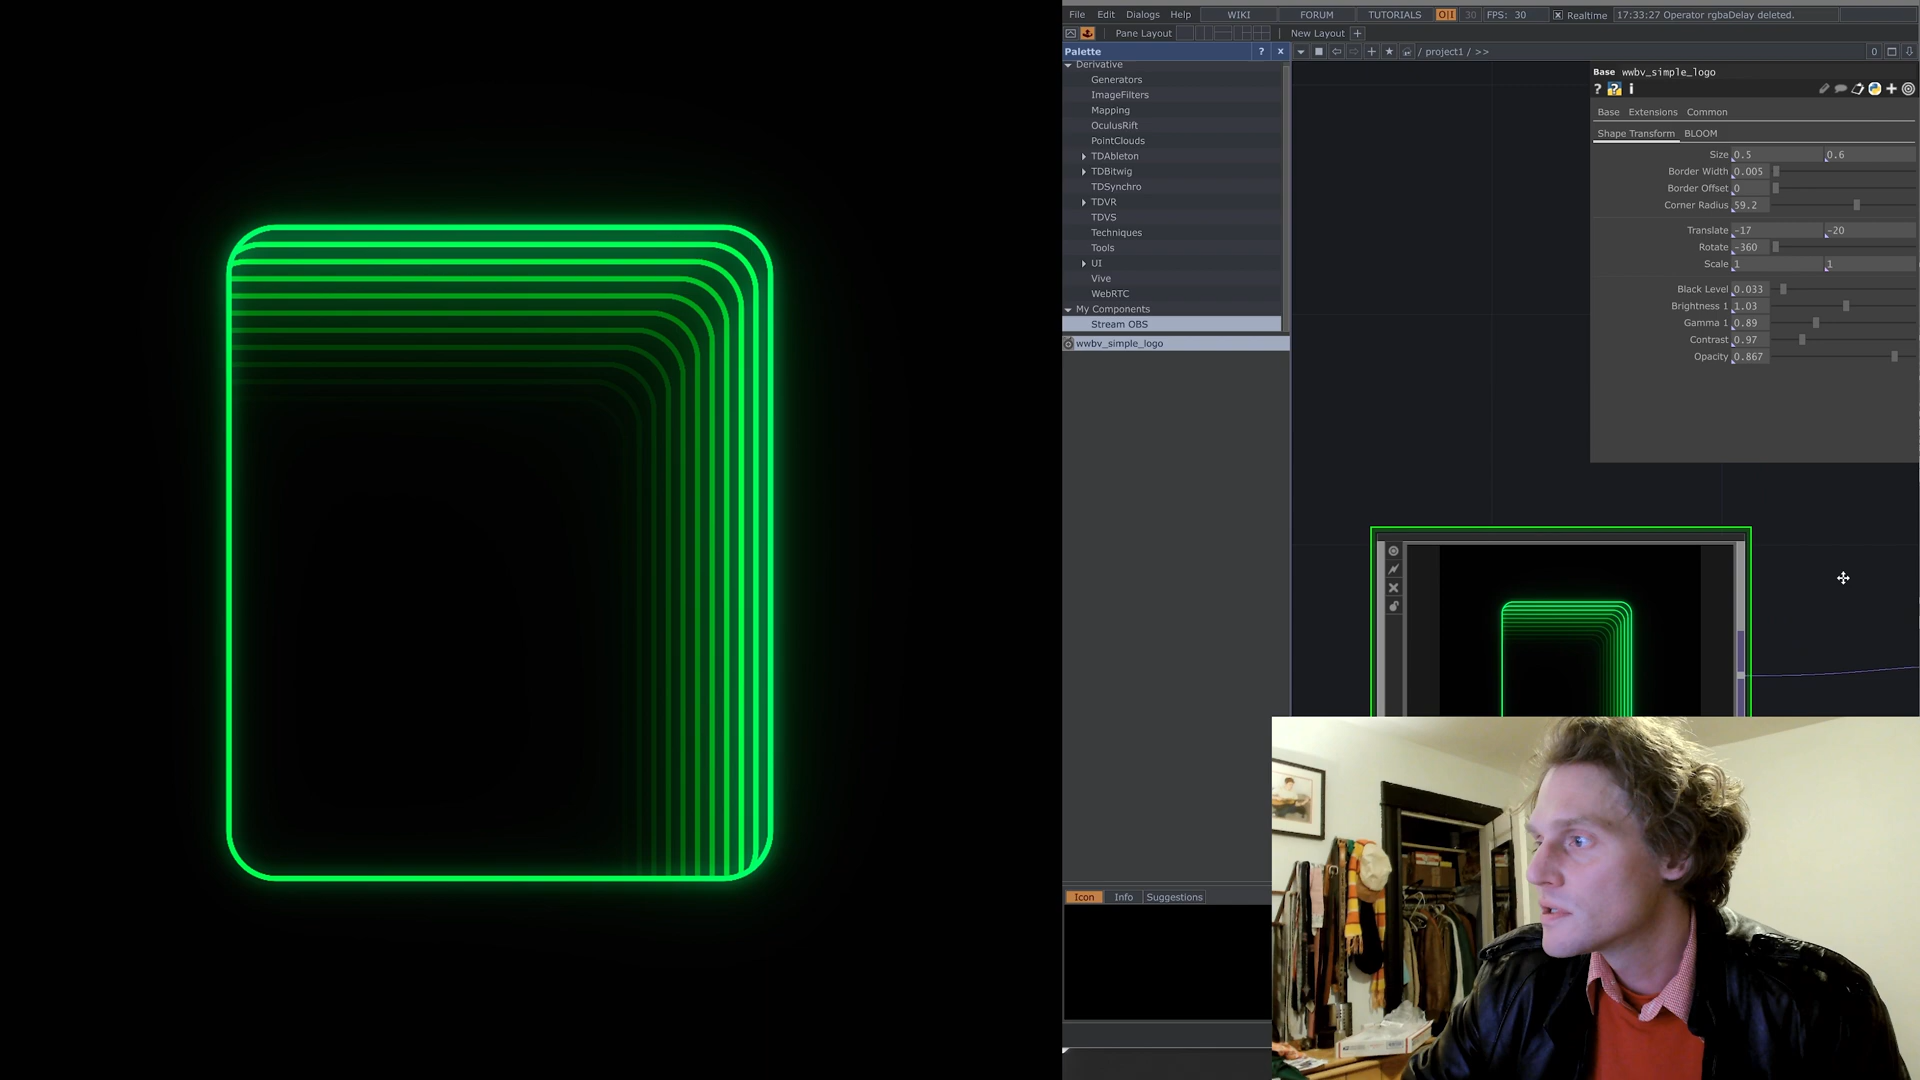 File Edit Dialogs Help WIKI FORUM TUTORIALS O|I 30 FPS: 30 Realtime 17:33:27 Operator rgbaDelay deleted.
Pane Layout New Layout +
Palette ? x / project1 / >> 0
Derivative
Generators
ImageFilters
Mapping
OculusRift
PointClouds
TDAbleton
TDBitwig
TDSynchro
TDVR
TDVS
Techniques
Tools
UI
Vive
WebRTC
My Components
Stream OBS
wwbv_simple_logo
Icon Info Suggestions
Base wwbv_simple_logo
? ? i
Base Extensions Common
Shape Transform BLOOM
Size 0.5 0.6
Border Width 0.005
Border Offset 0
Corner Radius 59.2
Translate -17 -20
Rotate -360
Scale 1 1
Black Level 0.033
Brightness 1 1.03
Gamma 1 0.89
Contrast 0.97
Opacity 0.867